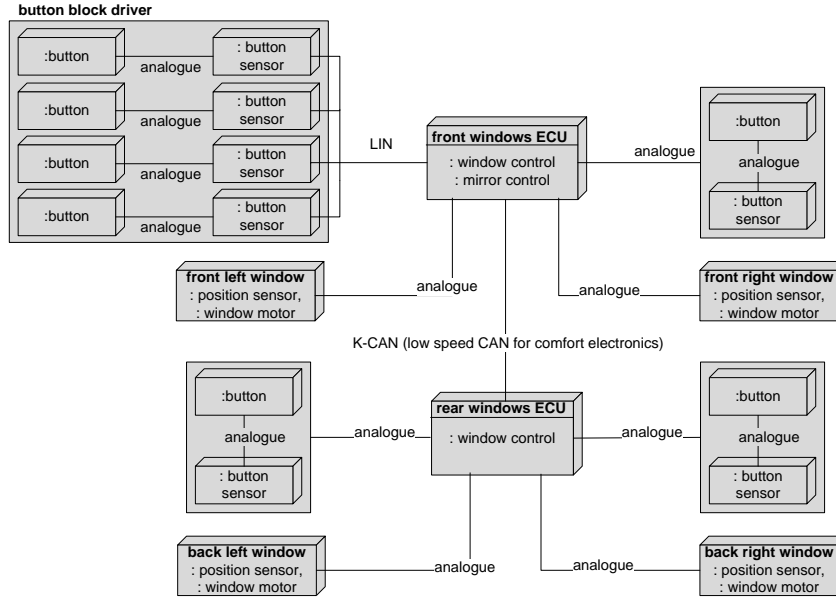 button block driver
:button
analogue
: button
sensor
:button
analogue
: button
sensor
:button
analogue
: button
sensor
:button
analogue
: button
sensor
LIN
front windows ECU
: window control
: mirror control
analogue
:button
analogue
: button
sensor
front left window
: position sensor,
: window motor
analogue
analogue
front right window
: position sensor,
: window motor
K-CAN (low speed CAN for comfort electronics)
:button
analogue
: button
sensor
analogue
rear windows ECU
: window control
analogue
:button
analogue
: button
sensor
back left window
: position sensor,
: window motor
analogue
analogue
back right window
: position sensor,
: window motor